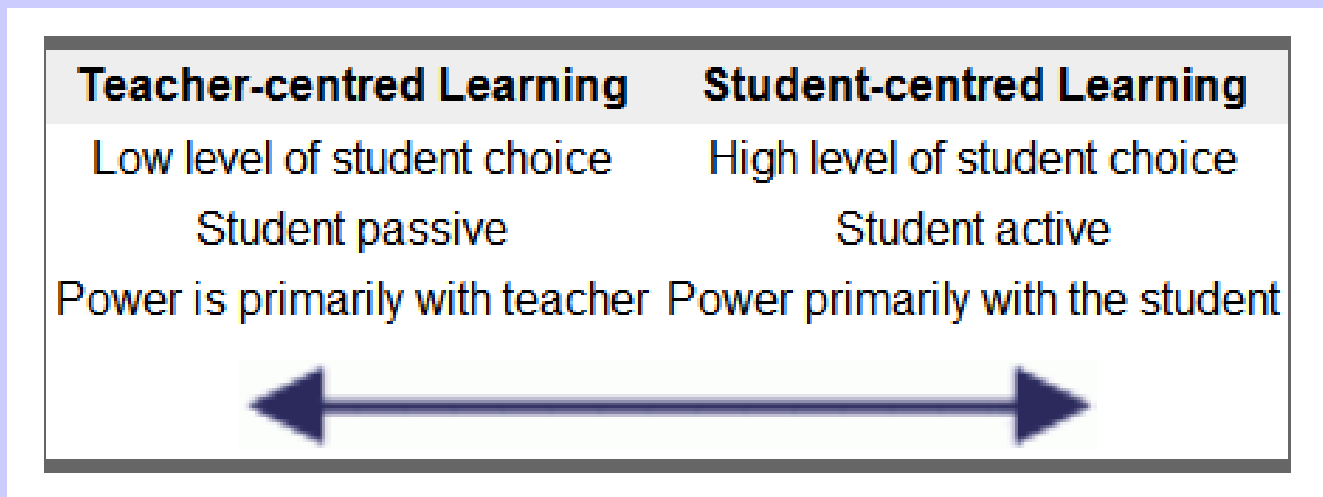 Teacher-centred Learning Student-centred Learning
Low level of student choice High level of student choice
Student passive Student active
Power is primarily with teacher Power primarily with the student